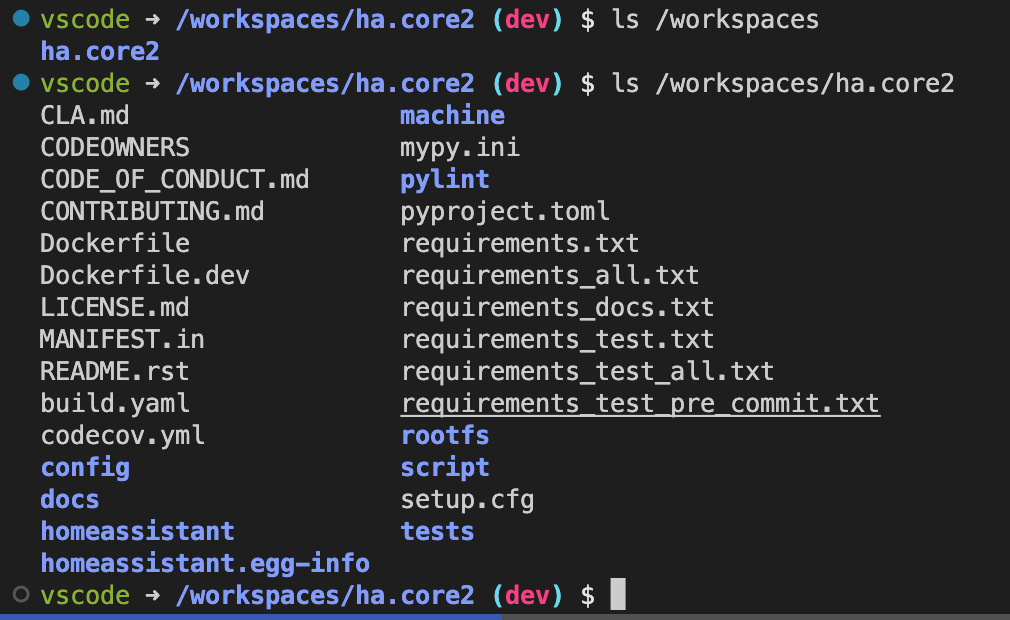 vscode ➜ /workspaces/ha.core2 (dev) $ ls /workspaces
ha.core2
vscode ➜ /workspaces/ha.core2 (dev) $ ls /workspaces/ha.core2
CLA.md machine
CODEOWNERS mypy.ini
CODE_OF_CONDUCT.md pylint
CONTRIBUTING.md pyproject.toml
Dockerfile requirements.txt
Dockerfile.dev requirements_all.txt
LICENSE.md requirements_docs.txt
MANIFEST.in requirements_test.txt
README.rst requirements_test_all.txt
build.yaml requirements_test_pre_commit.txt
codecov.yml rootfs
config script
docs setup.cfg
homeassistant tests
homeassistant.egg-info
vscode ➜ /workspaces/ha.core2 (dev) $